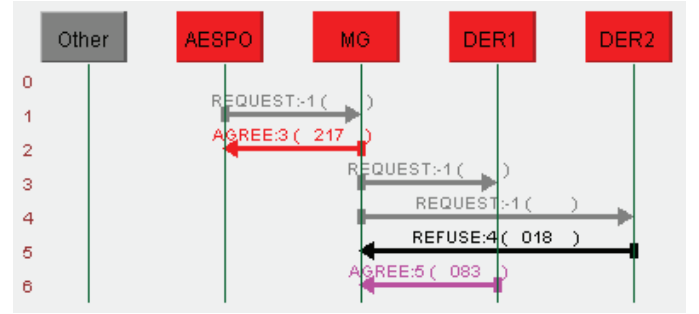 Other AESPO MG DER1 DER2
0
REQUEST:-1 ( )
1
AGREE:3 ( 217 )
2
REQUEST:-1 ( )
3
REQUEST:-1 ( )
4
REFUSE:4 ( 018 )
5
AGREE:5 ( 083 )
6